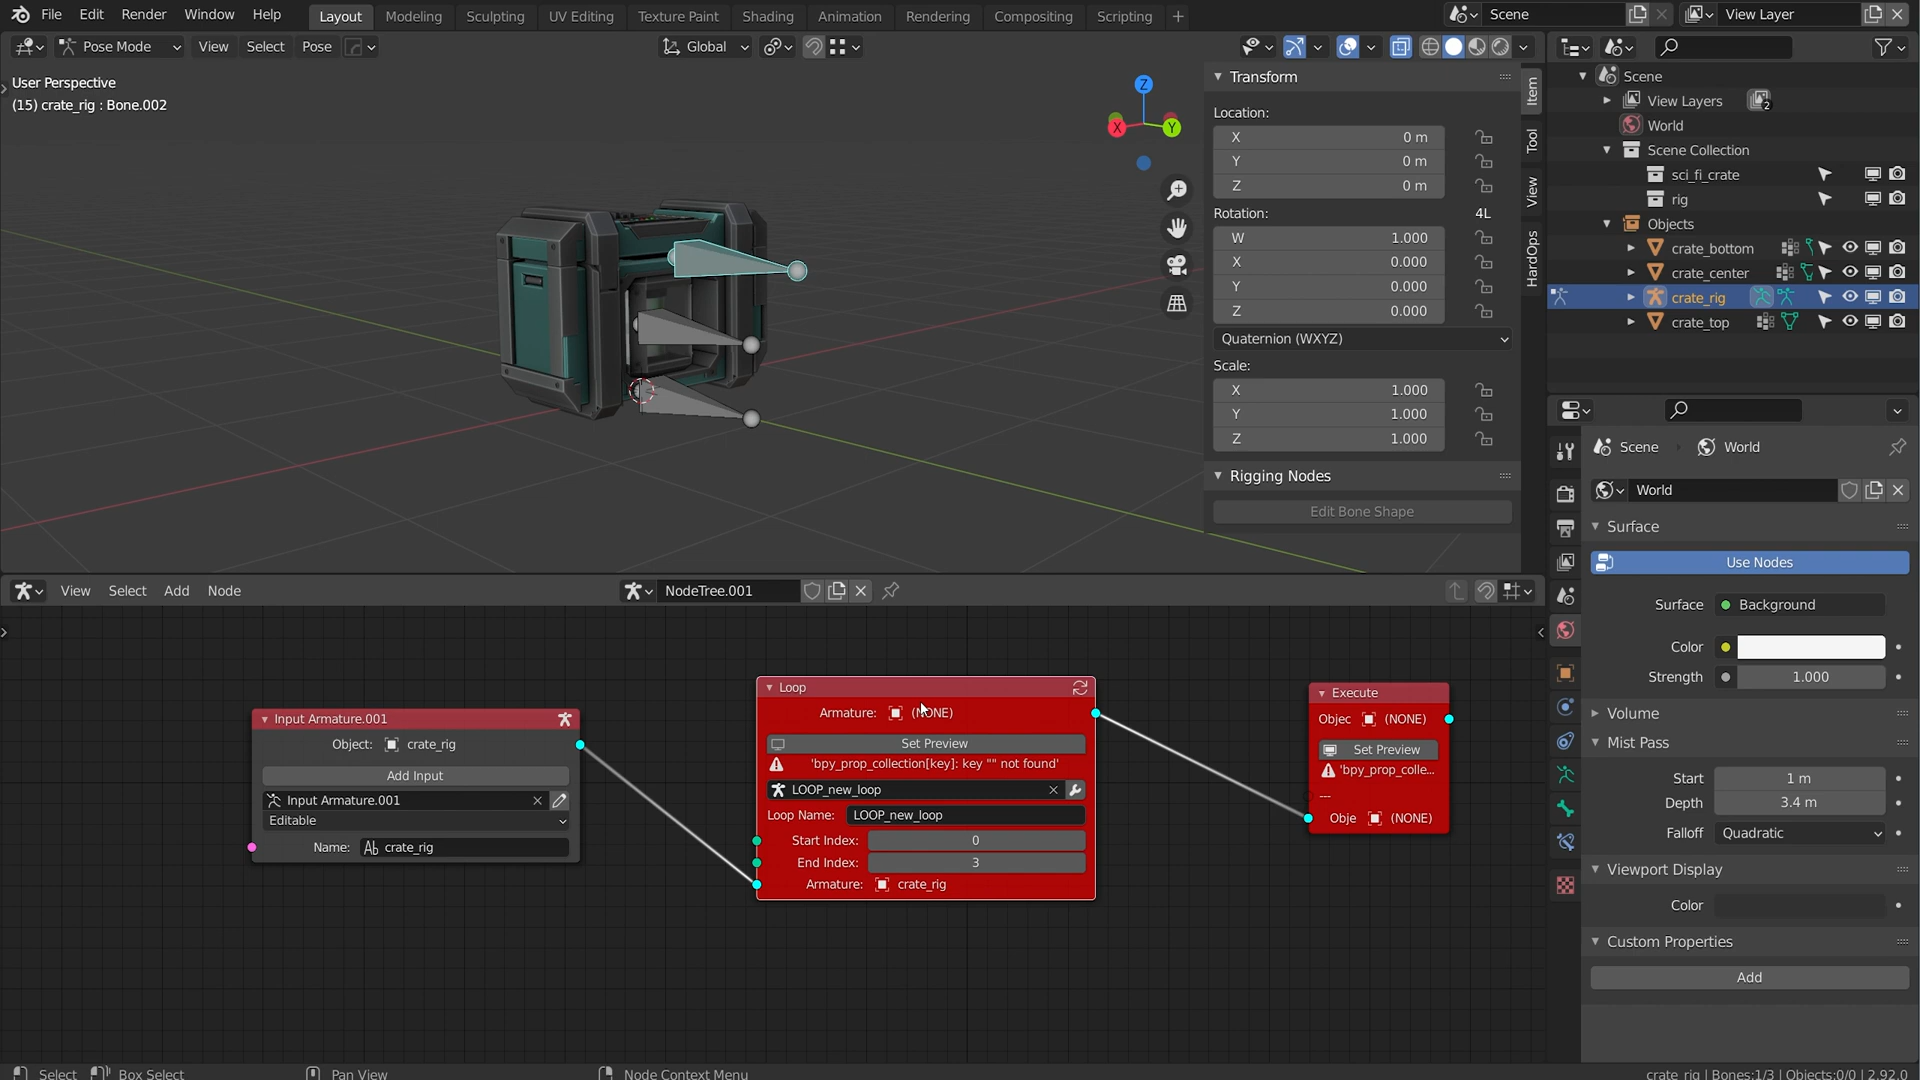 File Edit Render Window Help Layout Modeling Sculpting UV Editing Texture Paint Shading Animation Rendering Compositing Scripting + Scene View Layer
Pose Mode View Select Pose Global
User Perspective
(15) crate_rig : Bone.002
Z
X
Y
Transform
Location:
X 0 m
Y 0 m
Z 0 m
Rotation: 4L
W 1.000
X 0.000
Y 0.000
Z 0.000
Quaternion (WXYZ)
Scale:
X 1.000
Y 1.000
Z 1.000
Rigging Nodes
Edit Bone Shape
Item
Tool
View
HardOps
Scene
View Layers 2
World
Scene Collection
sci_fi_crate
rig
Objects
crate_bottom
crate_center
crate_rig
crate_top
Scene World
World
Surface
Use Nodes
Surface Background
Color
Strength 1.000
Volume
Mist Pass
Start 1 m
Depth 3.4 m
Falloff Quadratic
Viewport Display
Color
Custom Properties
Add
View Select Add Node NodeTree.001
Input Armature.001
Object: crate_rig
Add Input
Input Armature.001
Editable
Name: crate_rig
Loop
Armature: (NONE)
Set Preview
'bpy_prop_collection[key]: key "" not found'
LOOP_new_loop
Loop Name: LOOP_new_loop
Start Index: 0
End Index: 3
Armature: crate_rig
Execute
Objec (NONE)
Set Preview
'bpy_prop_colle...
---
Obje (NONE)
Select Box Select Pan View Node Context Menu crate_rig | Bones:1/3 | Objects:0/0 | 2.92.0